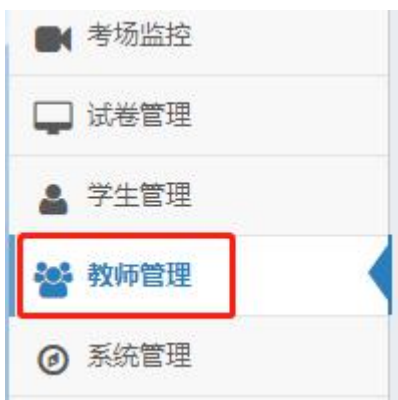 考场监控
试卷管理
学生管理
教师管理
系统管理